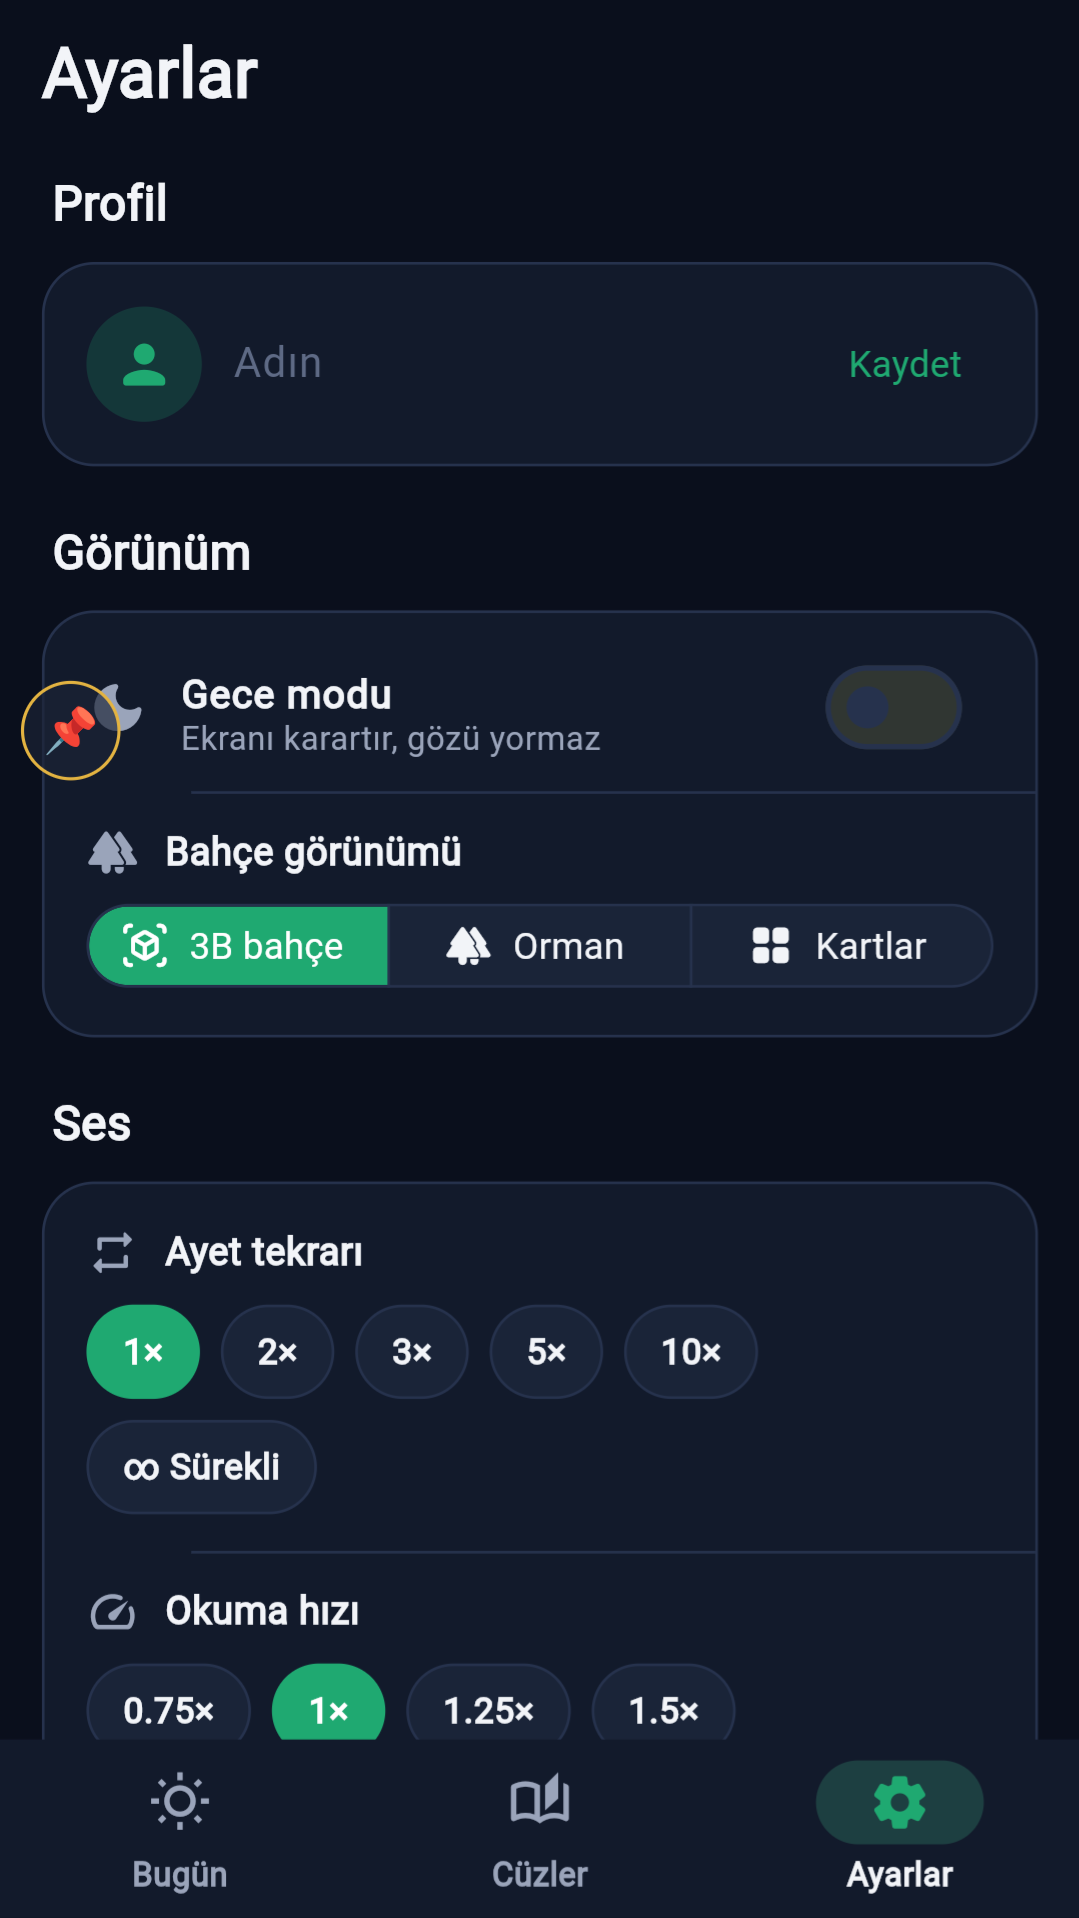 Ayarlar
Profil
Adın
Kaydet
Görünüm
Gece modu
Ekranı karartır, gözü yormaz
Bahçe görünümü
3B bahçe
Orman
Kartlar
Ses
Ayet tekrarı
1×
2×
3×
5×
10×
∞ Sürekli
Okuma hızı
0.75×
1×
1.25×
1.5×
Bugün
Cüzler
Ayarlar